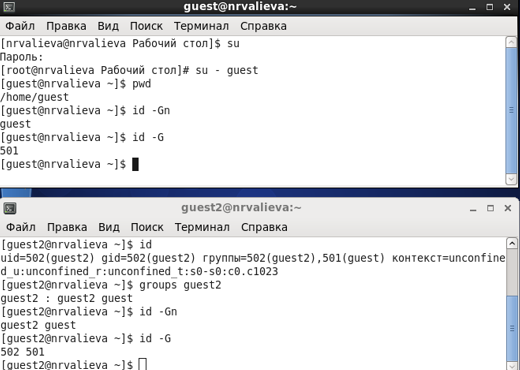 guest@nrvalieva:~
Файл Правка Вид Поиск Терминал Справка
[nrvalieva@nrvalieva Рабочий стол]$ su
Пароль:
[root@nrvalieva Рабочий стол]# su - guest
[guest@nrvalieva ~]$ pwd
/home/guest
[guest@nrvalieva ~]$ id -Gn
guest
[guest@nrvalieva ~]$ id -G
501
[guest@nrvalieva ~]$
guest2@nrvalieva:~
Файл Правка Вид Поиск Терминал Справка
[guest2@nrvalieva ~]$ id
uid=502(guest2) gid=502(guest2) группы=502(guest2),501(guest) контекст=unconfine
d_u:unconfined_r:unconfined_t:s0-s0:c0.c1023
[guest2@nrvalieva ~]$ groups guest2
guest2 : guest2 guest
[guest2@nrvalieva ~]$ id -Gn
guest2 guest
[guest2@nrvalieva ~]$ id -G
502 501
[guest2@nrvalieva ~]$